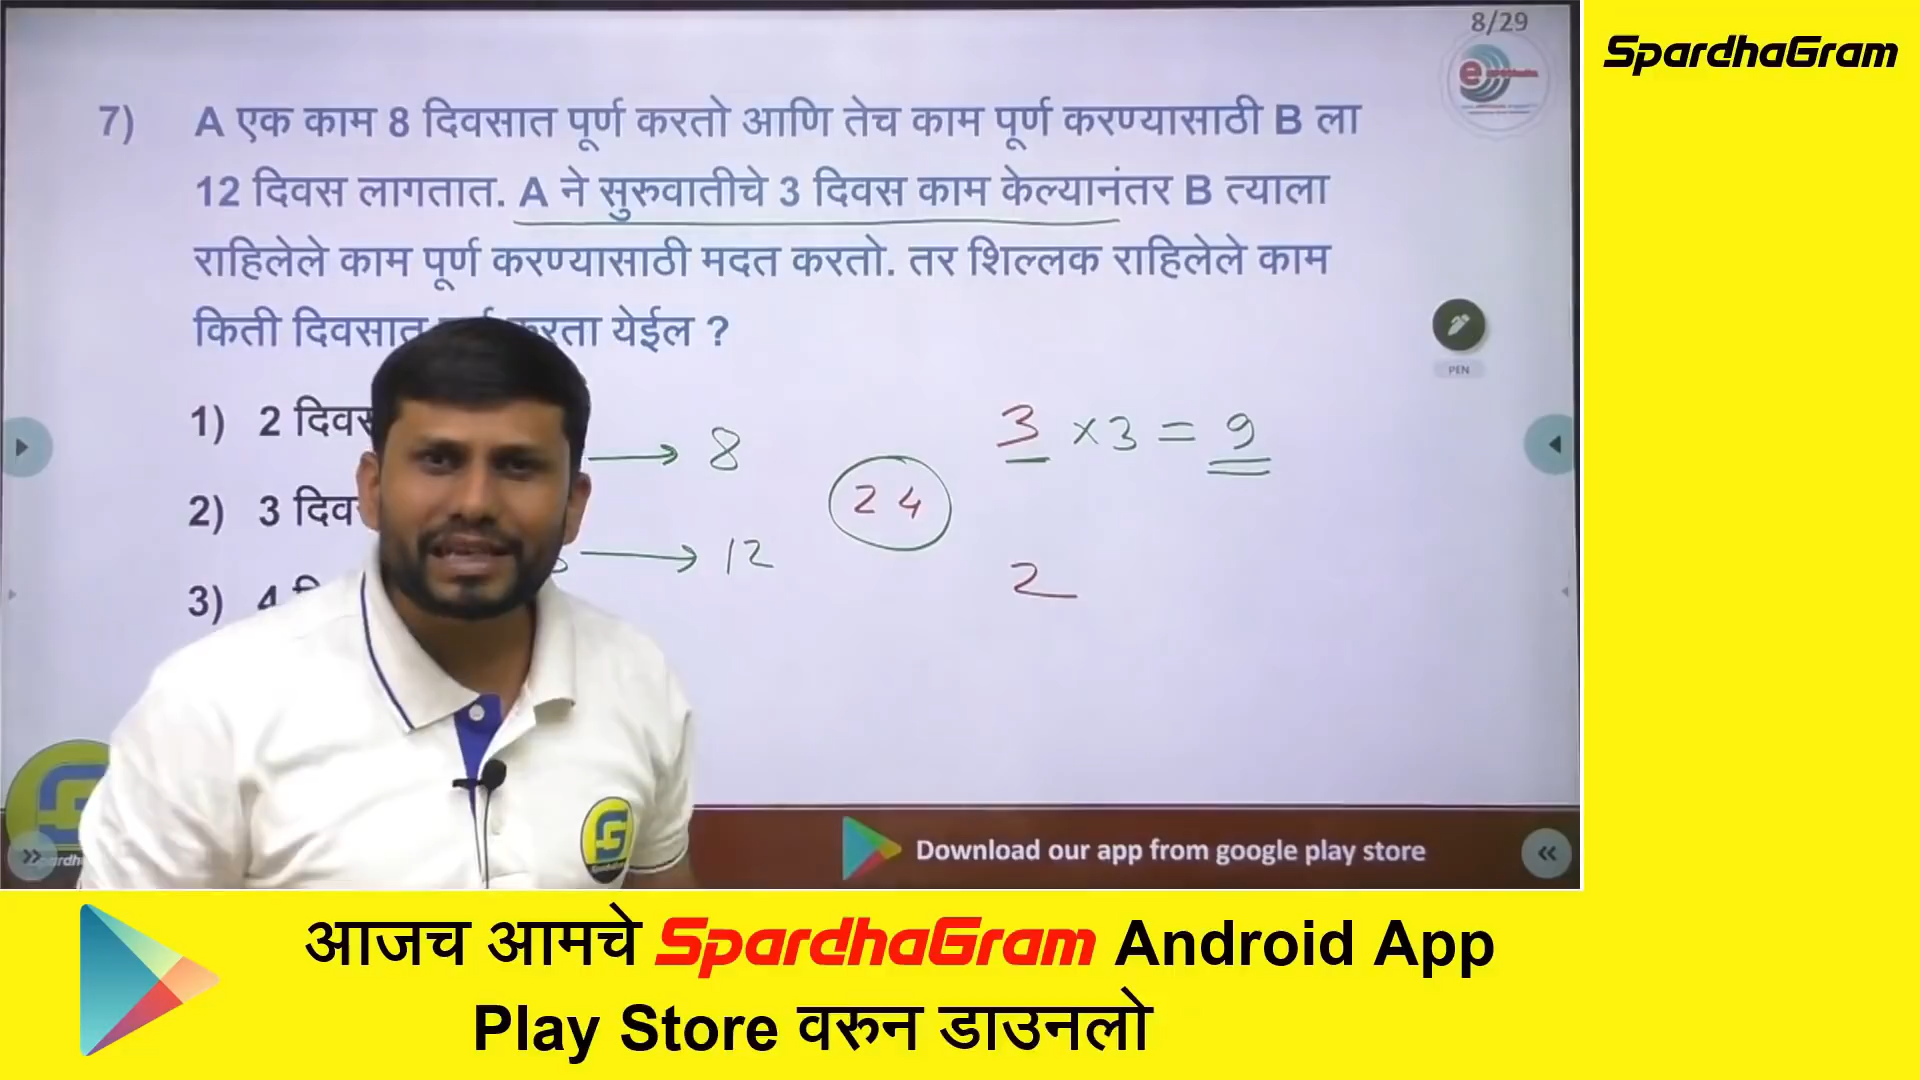 8/29
SpardhaGram
7) A एक काम 8 दिवसात पूर्ण करतो आणि तेच काम पूर्ण करण्यासाठी B ला
12 दिवस लागतात. A ने सुरुवातीचे 3 दिवस काम केल्यानंतर B त्याला
राहिलेले काम पूर्ण करण्यासाठी मदत करतो. तर शिल्लक राहिलेले काम
किती दिवसात करता येईल ?
PEN
1) 2 दिवस
2) 3
3) 4
8
12
24
3 × 3 = 9
2
Download our app from google play store
आजच आमचे SpardhaGram Android App
Play Store वरुन डाउनलो